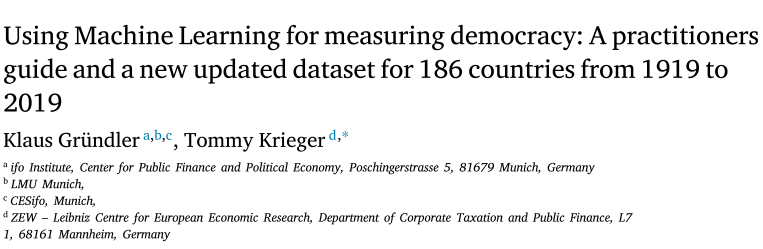 Using Machine Learning for measuring democracy: A practitioners
guide and a new updated dataset for 186 countries from 1919 to
2019
Klaus Gründler a,b,c, Tommy Krieger d,*
a ifo Institute, Center for Public Finance and Political Economy, Poschingerstrasse 5, 81679 Munich, Germany
b LMU Munich,
c CESifo, Munich,
d ZEW – Leibniz Centre for European Economic Research, Department of Corporate Taxation and Public Finance, L7
1, 68161 Mannheim, Germany